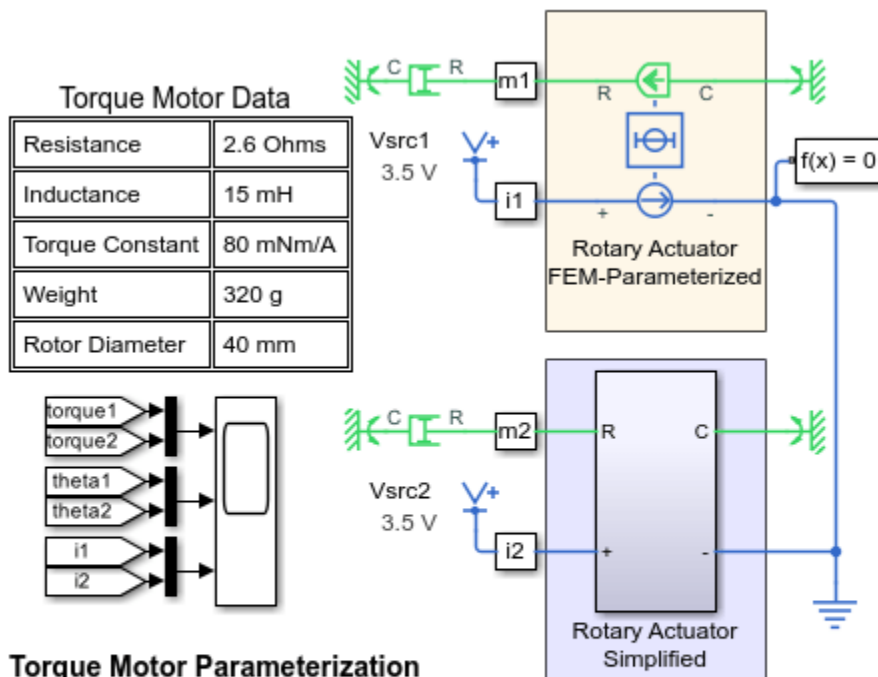 Torque Motor Data
Resistance 2.6 Ohms
Inductance 15 mH
Torque Constant 80 mNm/A
Weight 320 g
Rotor Diameter 40 mm
torque1
torque2
theta1
theta2
i1
i2
Torque Motor Parameterization
C R m1 R C
Vsrc1
3.5 V
i1
+ -
f(x) = 0
Rotary Actuator
FEM-Parameterized
C R m2 R C
Vsrc2
3.5 V
i2 + -
Rotary Actuator
Simplified